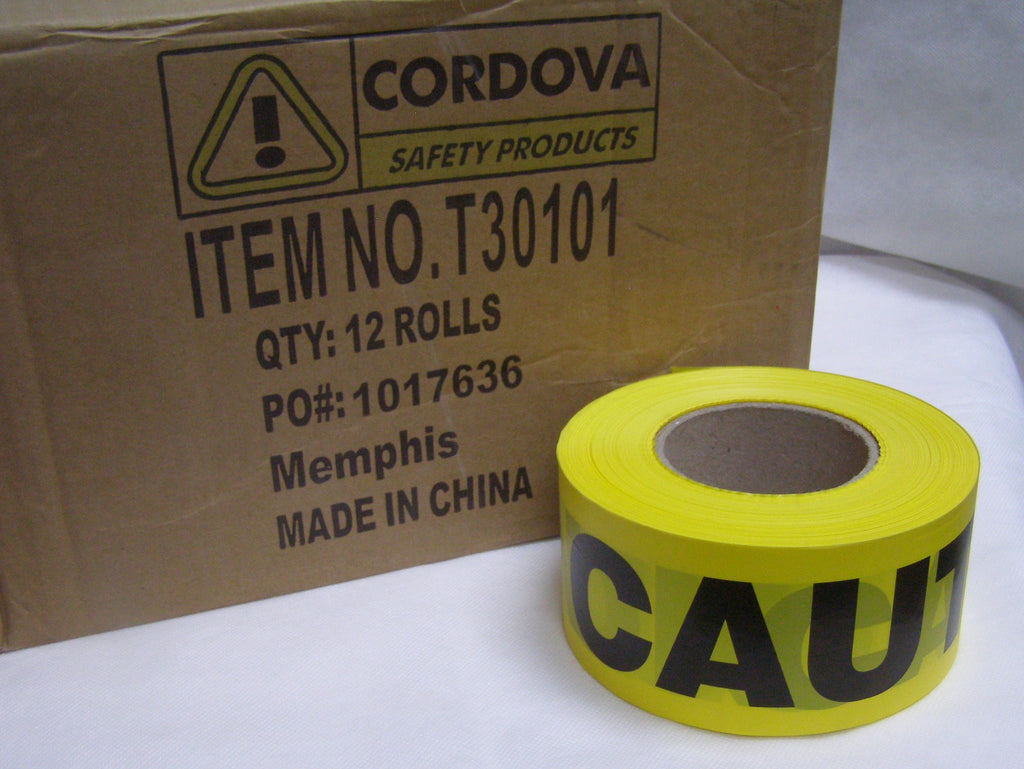 CORDOVA
SAFETY PRODUCTS
ITEM NO. T30101
QTY: 12 ROLLS
PO#: 1017636
Memphis
MADE IN CHINA
CAUT